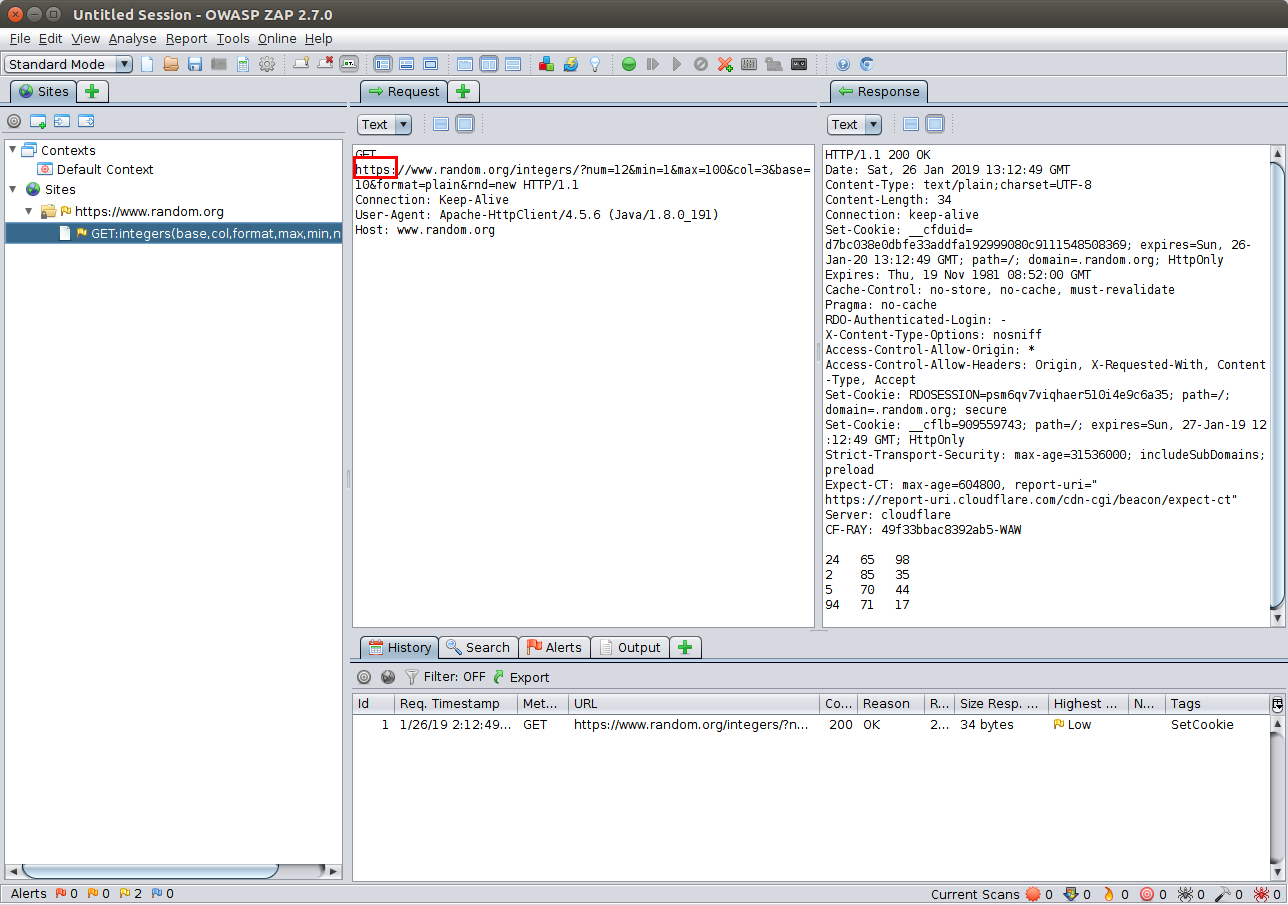 Untitled Session - OWASP ZAP 2.7.0
File Edit View Analyse Report Tools Online Help
Standard Mode
Sites
Contexts
Default Context
Sites
https://www.random.org
GET:integers(base,col,format,max,min,n
Request
Text
GET
https://www.random.org/integers/?num=12&min=1&max=100&col=3&base=
10&format=plain&rnd=new HTTP/1.1
Connection: Keep-Alive
User-Agent: Apache-HttpClient/4.5.6 (Java/1.8.0_191)
Host: www.random.org
Response
Text
HTTP/1.1 200 OK
Date: Sat, 26 Jan 2019 13:12:49 GMT
Content-Type: text/plain;charset=UTF-8
Content-Length: 34
Connection: keep-alive
Set-Cookie: __cfduid=
d7bc038e0dbfe33addfa192999080c9111548508369; expires=Sun, 26-
Jan-20 13:12:49 GMT; path=/; domain=.random.org; HttpOnly
Expires: Thu, 19 Nov 1981 08:52:00 GMT
Cache-Control: no-store, no-cache, must-revalidate
Pragma: no-cache
RDO-Authenticated-Login: -
X-Content-Type-Options: nosniff
Access-Control-Allow-Origin: *
Access-Control-Allow-Headers: Origin, X-Requested-With, Content
-Type, Accept
Set-Cookie: RDOSESSION=psm6qv7viqhaer510i4e9c6a35; path=/;
domain=.random.org; secure
Set-Cookie: __cflb=909559743; path=/; expires=Sun, 27-Jan-19 12
:12:49 GMT; HttpOnly
Strict-Transport-Security: max-age=31536000; includeSubDomains;
preload
Expect-CT: max-age=604800, report-uri="
https://report-uri.cloudflare.com/cdn-cgi/beacon/expect-ct"
Server: cloudflare
CF-RAY: 49f33bbac8392ab5-WAW
24 65 98
2 85 35
5 70 44
94 71 17
History Search Alerts Output
Filter: OFF Export
Id Req. Timestamp Met... URL Co... Reason R... Size Resp. ... Highest ... N... Tags
1 1/26/19 2:12:49... GET https://www.random.org/integers/?n... 200 OK 2... 34 bytes Low SetCookie
Alerts 0 0 2 0 Current Scans 0 0 0 0 0 0 0